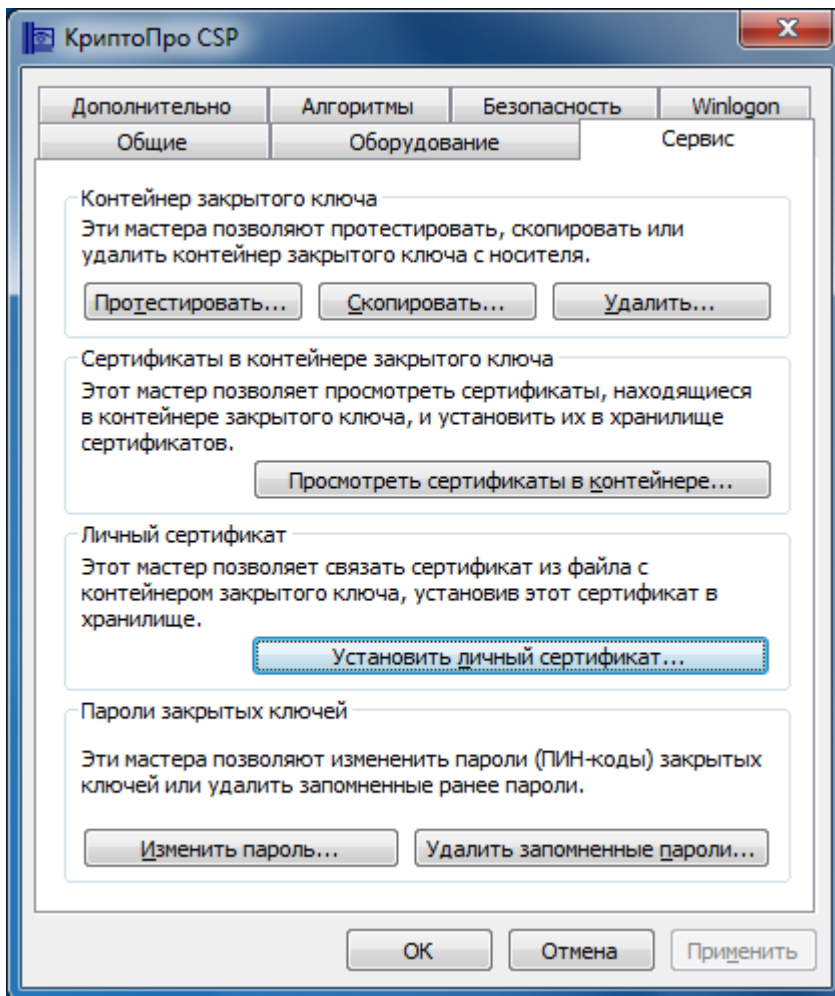 КриптоПро CSP
Дополнительно
Алгоритмы
Безопасность
Winlogon
Общие
Оборудование
Сервис
Контейнер закрытого ключа
Эти мастера позволяют протестировать, скопировать или
удалить контейнер закрытого ключа с носителя.
Протестировать...
Скопировать...
Удалить...
Сертификаты в контейнере закрытого ключа
Этот мастер позволяет просмотреть сертификаты, находящиеся
в контейнере закрытого ключа, и установить их в хранилище
сертификатов.
Просмотреть сертификаты в контейнере...
Личный сертификат
Этот мастер позволяет связать сертификат из файла с
контейнером закрытого ключа, установив этот сертификат в
хранилище.
Установить личный сертификат...
Пароли закрытых ключей
Эти мастера позволяют измененить пароли (ПИН-коды) закрытых
ключей или удалить запомненные ранее пароли.
Изменить пароль...
Удалить запомненные пароли...
ОК
Отмена
Применить